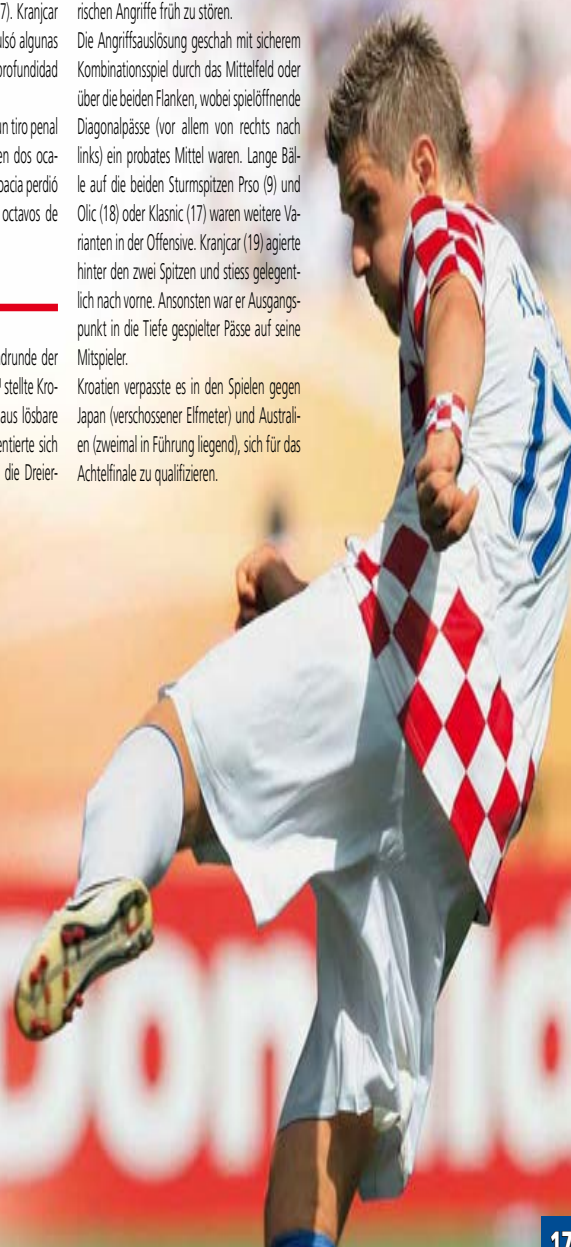 7). Kranjcar
ulsó algunas
profundidad
un tiro penal
en dos oca-
oacia perdió
octavos de
drunde der
stellte Kro-
aus lösbare
entierte sich
die Dreier-
rischen Angriffe früh zu stören.
Die Angriffsauslösung geschah mit sicherem
Kombinationsspiel durch das Mittelfeld oder
über die beiden Flanken, wobei spielöffnende
Diagonalpässe (vor allem von rechts nach
links) ein probates Mittel waren. Lange Bäl-
le auf die beiden Sturmspitzen Prso (9) und
Olic (18) oder Klasnic (17) waren weitere Va-
rianten in der Offensive. Kranjcar (19) agierte
hinter den zwei Spitzen und stiess gelegent-
lich nach vorne. Ansonsten war er Ausgangs-
punkt in die Tiefe gespielter Pässe auf seine
Mitspieler.
Kroatien verpasste es in den Spielen gegen
Japan (verschossener Elfmeter) und Australi-
en (zweimal in Führung liegend), sich für das
Achtelfinale zu qualifizieren.
KL
17
Donald
17